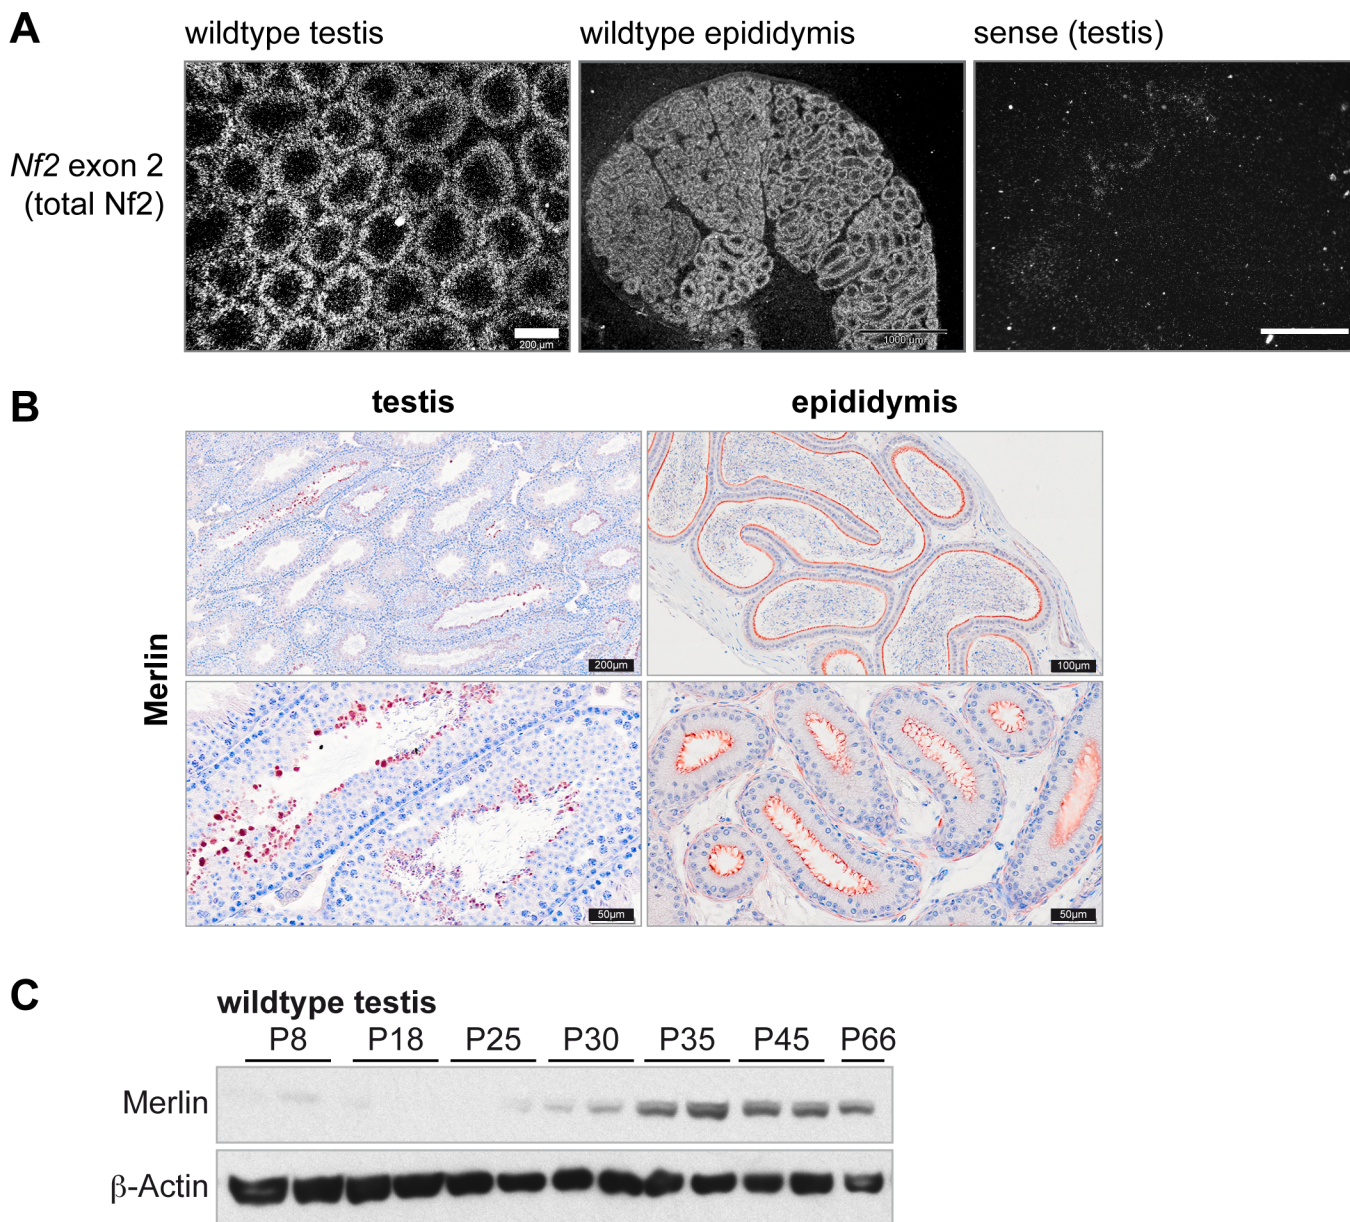 A
wildtype testis
wildtype epididymis
sense (testis)
Nf2 exon 2
(total Nf2)
200 µm
1000 µm
B
testis
epididymis
Merlin
200µm
100µm
50µm
50µm
C
wildtype testis
P8 P18 P25 P30 P35 P45 P66
Merlin
β-Actin